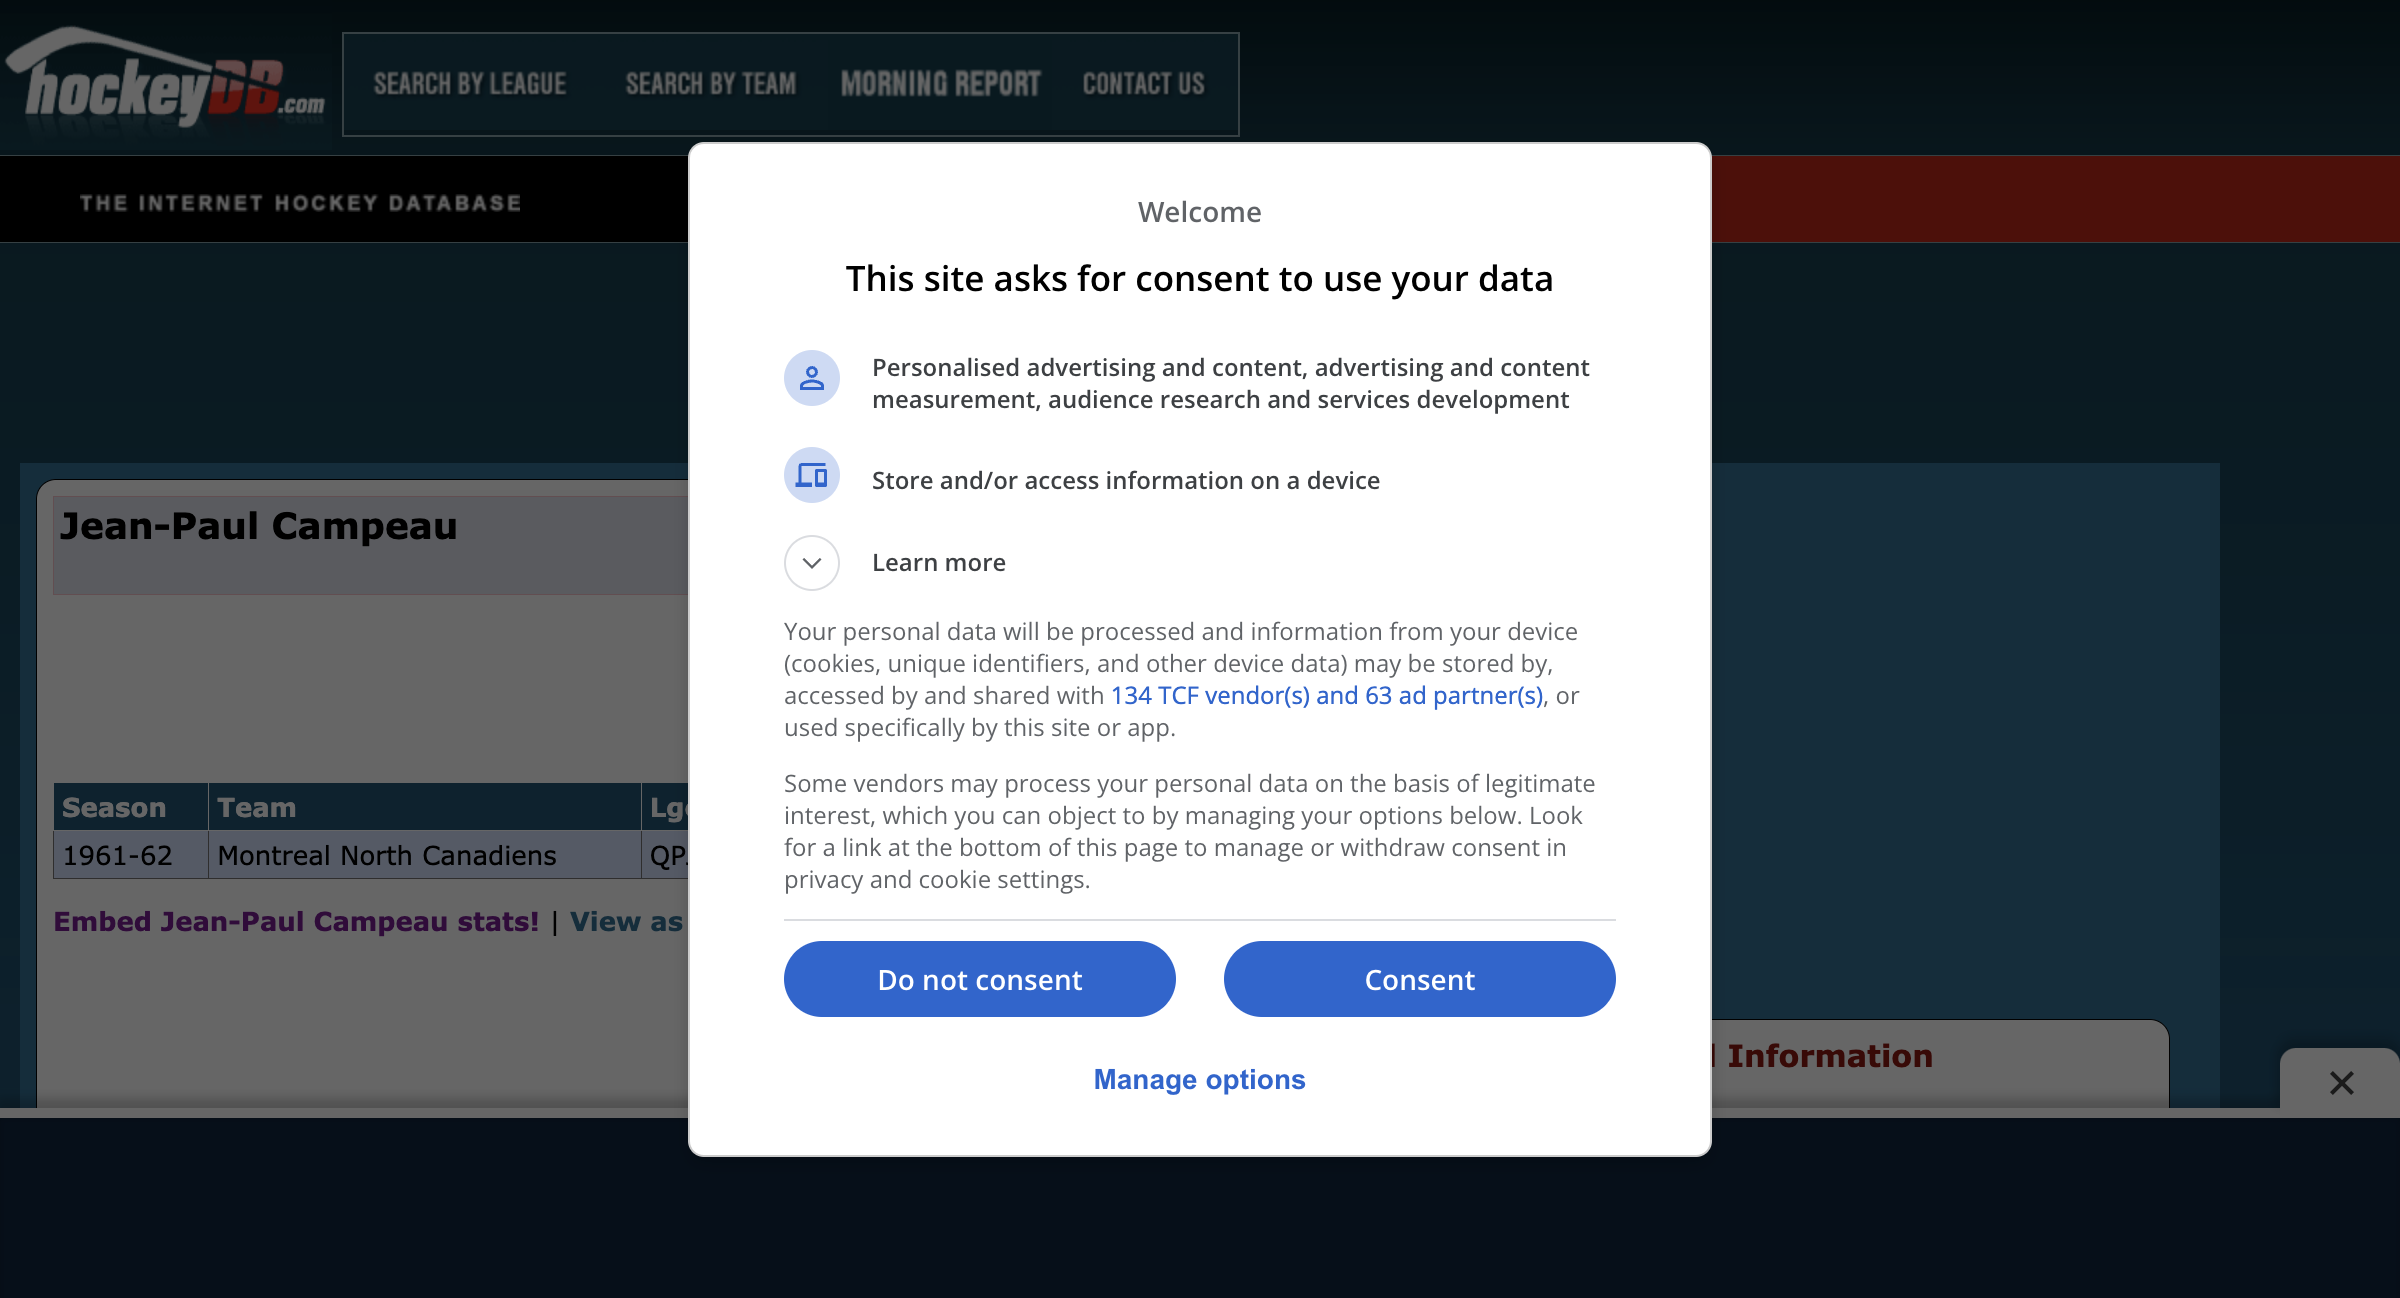 hockeyDB.com
SEARCH BY LEAGUE SEARCH BY TEAM MORNING REPORT CONTACT US
THE INTERNET HOCKEY DATABASE
Jean-Paul Campeau
Season Team
1961-62 Montreal North Canadiens
Embed Jean-Paul Campeau stats! | View as
Welcome
This site asks for consent to use your data
Personalised advertising and content, advertising and content
measurement, audience research and services development
Store and/or access information on a device
Learn more
Your personal data will be processed and information from your device
(cookies, unique identifiers, and other device data) may be stored by,
accessed by and shared with 134 TCF vendor(s) and 63 ad partner(s), or
used specifically by this site or app.
Some vendors may process your personal data on the basis of legitimate
interest, which you can object to by managing your options below. Look
for a link at the bottom of this page to manage or withdraw consent in
privacy and cookie settings.
Do not consent Consent
Manage options
Information